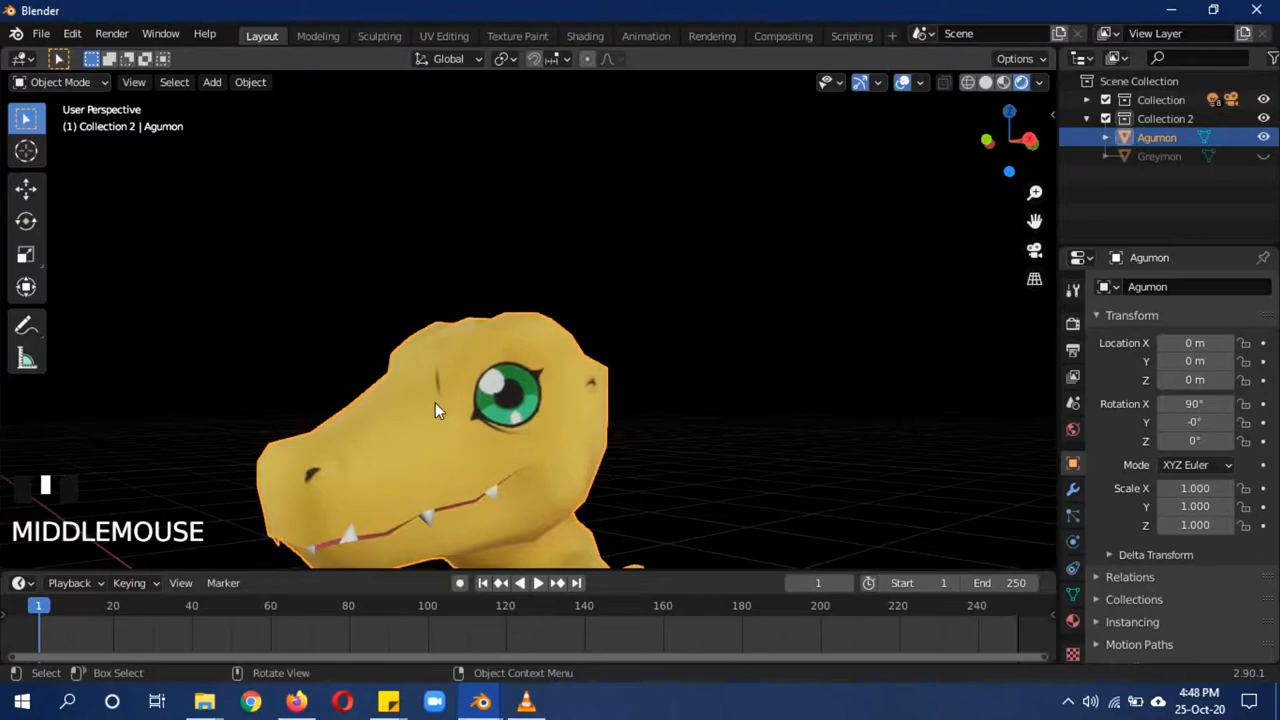 Blender
File Edit Render Window Help Layout Modeling Sculpting UV Editing Texture Paint Shading Animation Rendering Compositing Scripting + Scene View Layer
Global Options
Object Mode View Select Add Object
User Perspective
(1) Collection 2 | Agumon
Z
X
Scene Collection
Collection 8
Collection 2
Agumon
Greymon
Agumon
Agumon
Transform
Location X 0 m
Y 0 m
Z 0 m
Rotation X 90°
Y -0°
Z 0°
Mode XYZ Euler
Scale X 1.000
Y 1.000
Z 1.000
Delta Transform
Relations
Collections
Instancing
Motion Paths
MIDDLEMOUSE
Playback Keying View Marker 1 Start 1 End 250
1 20 40 60 80 100 120 140 160 180 200 220 240
Select Box Select Rotate View Object Context Menu 2.90.1
4:48 PM
25-Oct-20